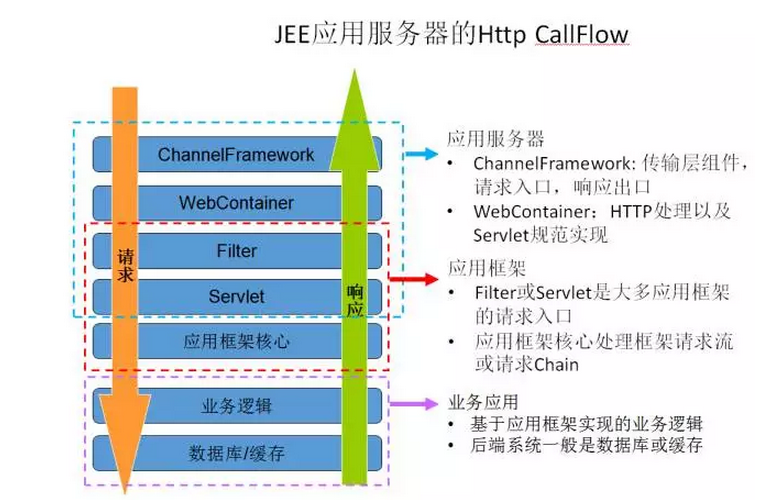 JEE应用服务器的Http CallFlow
ChannelFramework
WebContainer
Filter
Servlet
应用框架核心
业务逻辑
数据库/缓存
请求
响应
应用服务器
• ChannelFramework: 传输层组件，
请求入口，响应出口
• WebContainer：HTTP处理以及
Servlet规范实现
应用框架
• Filter或Servlet是大多应用框架
的请求入口
• 应用框架核心处理框架请求流
或请求Chain
业务应用
• 基于应用框架实现的业务逻辑
• 后端系统一般是数据库或缓存